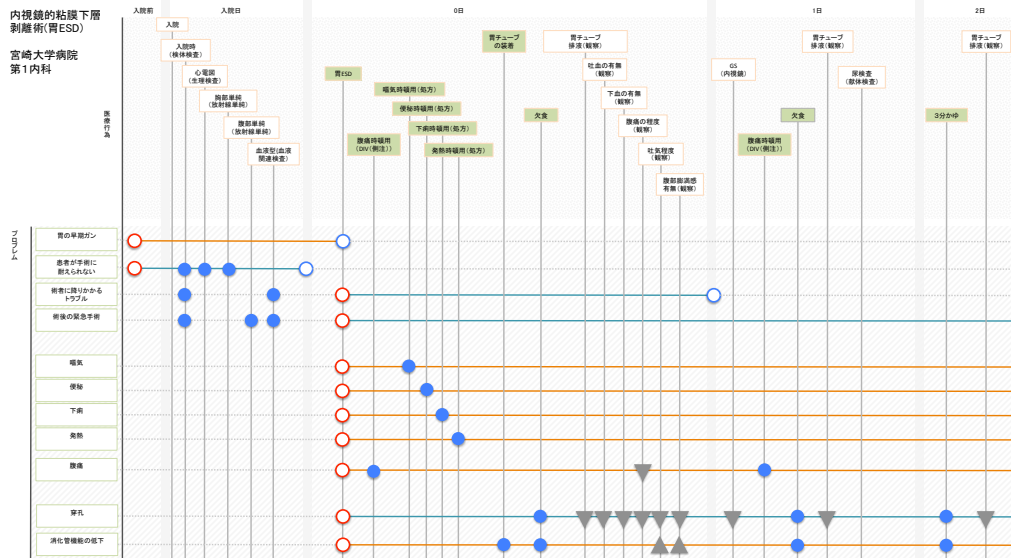 内視鏡的粘膜下層
剥離術(胃ESD)
宮崎大学病院
第1内科
入院前
入院日
0日
1日
2日
医療行為
入院
入院時
(検体検査)
心電図
(生理検査)
胸部単純
(放射線単純)
腹部単純
(放射線単純)
血液型(血液
関連検査)
胃ESD
腹痛時頓用
(DIV(側注))
嘔気時頓用(処方)
便秘時頓用(処方)
下痢時頓用(処方)
発熱時頓用(処方)
胃チューブ
の装着
欠食
胃チューブ
排液(観察)
吐血の有無
(観察)
下血の有無
(観察)
腹痛の程度
(観察)
吐気程度
(観察)
腹部膨満感
有無(観察)
GS
(内視鏡)
腹痛時頓用
(DIV(側注))
欠食
胃チューブ
排液(観察)
尿検査
(献体検査)
3分かゆ
胃チューブ
排液(観察)
プロブレム
胃の早期ガン
患者が手術に
耐えられない
術者に降りかかる
トラブル
術後の緊急手術
嘔気
便秘
下痢
発熱
腹痛
穿孔
消化管機能の低下